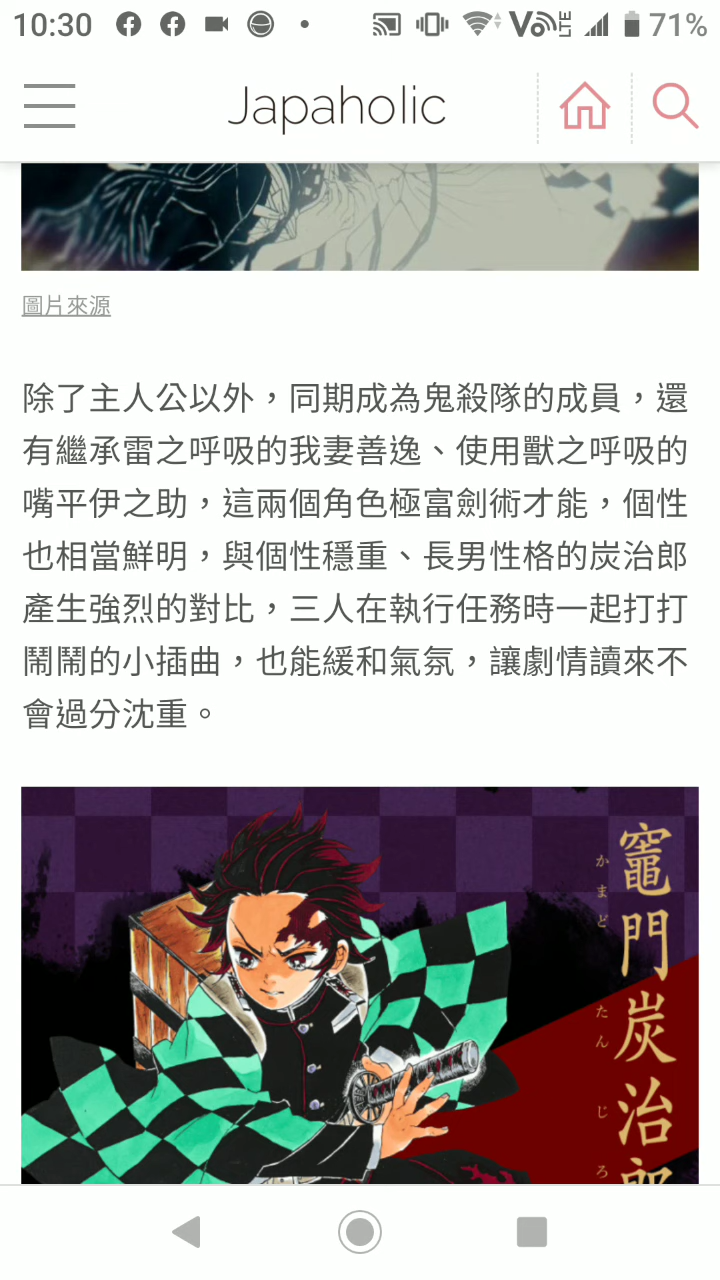 10:30
VoLTE
71%
Japaholic
圖片來源
除了主人公以外，同期成為鬼殺隊的成員，還
有繼承雷之呼吸的我妻善逸、使用獸之呼吸的
嘴平伊之助，這兩個角色極富劍術才能，個性
也相當鮮明，與個性穩重、長男性格的炭治郎
產生強烈的對比，三人在執行任務時一起打打
鬧鬧的小插曲，也能緩和氣氛，讓劇情讀來不
會過分沈重。
竈門炭治郎
かまど
たんじろ